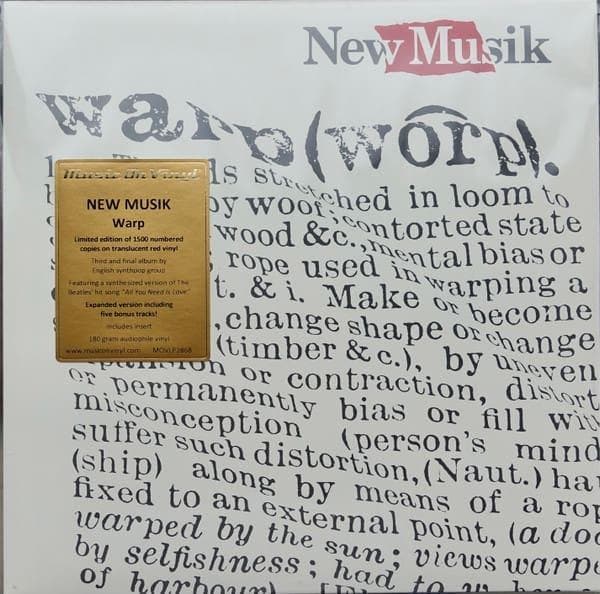 New Musik
warp (wôrp).
ds stretched in loom to
by woof; contorted state
wood &c., mental bias or
rope used in warping a
t. & i. Make or become
, change shape or change
(timber & c.), by uneven
expansion or contraction, distort
or permanently bias or fill with
misconception (person's mind
suffer such distortion, (Naut.) ha
(ship) along by means of a rop
fixed to an external point, (a doc
warped by the sun; views warpe
by selfishness; had to w
of harbour)
Music On Vinyl
NEW MUSIK
Warp
Limited edition of 1500 numbered
copies on translucent red vinyl
Third and final album by
English synthpop group
Featuring a synthesized version of The
Beatles' hit song "All You Need Is Love"
Expanded version including
five bonus tracks!
Includes insert
180 gram audiophile vinyl
www.musiconvinyl.com MOVLP2868